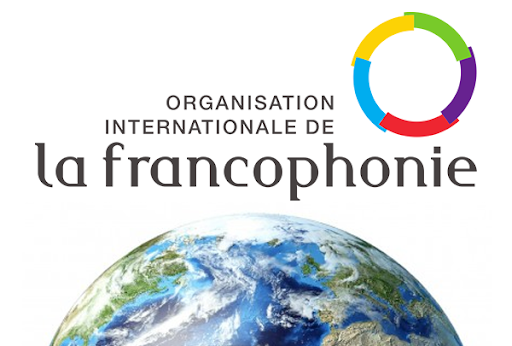 ORGANISATION
INTERNATIONALE DE
la francophonie